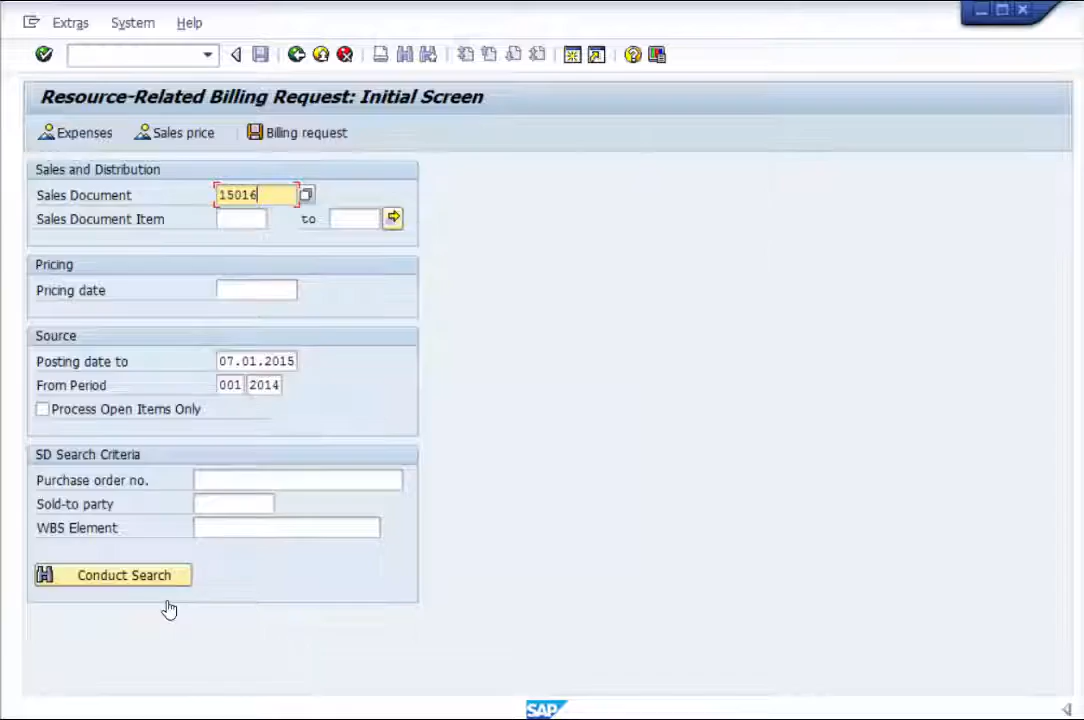 Extras System Help
Resource-Related Billing Request: Initial Screen
Expenses Sales price Billing request
Sales and Distribution
Sales Document 15016
Sales Document Item to
Pricing
Pricing date
Source
Posting date to 07.01.2015
From Period 001 2014
Process Open Items Only
SD Search Criteria
Purchase order no.
Sold-to party
WBS Element
Conduct Search
SAP